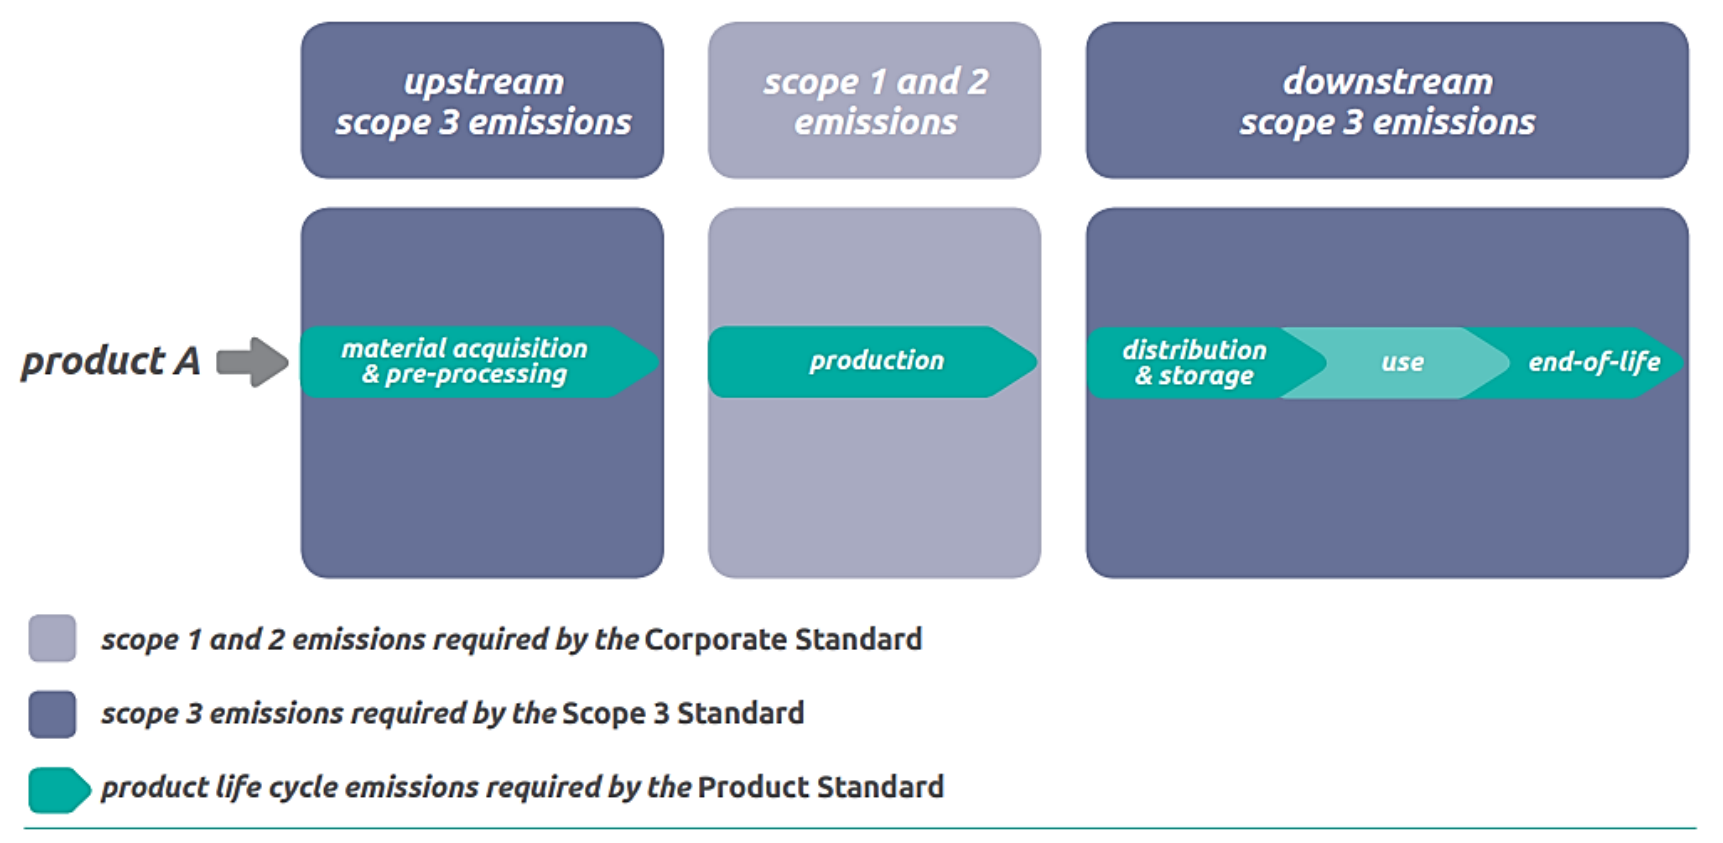 upstream
scope 3 emissions
scope 1 and 2
emissions
downstream
scope 3 emissions
product A
material acquisition
& pre-processing
production
distribution
& storage
use
end-of-life
scope 1 and 2 emissions required by the Corporate Standard
scope 3 emissions required by the Scope 3 Standard
product life cycle emissions required by the Product Standard